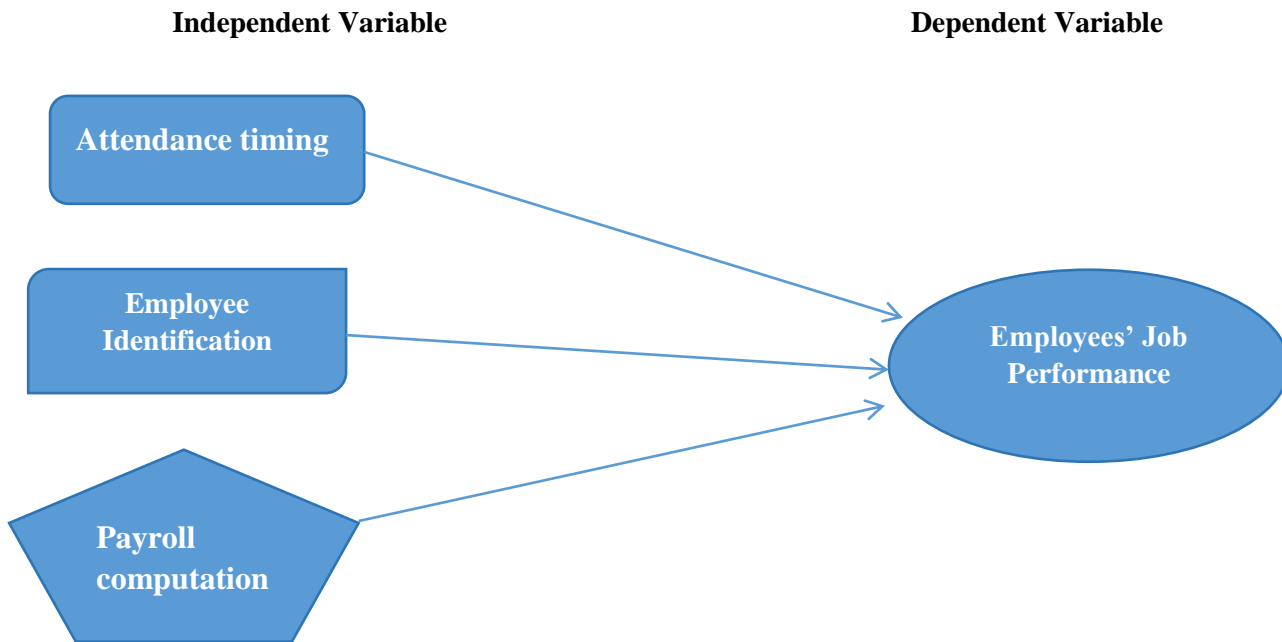 Independent Variable
Dependent Variable
Attendance timing
Employee
Identification
Employees’ Job
Performance
Payroll
computation